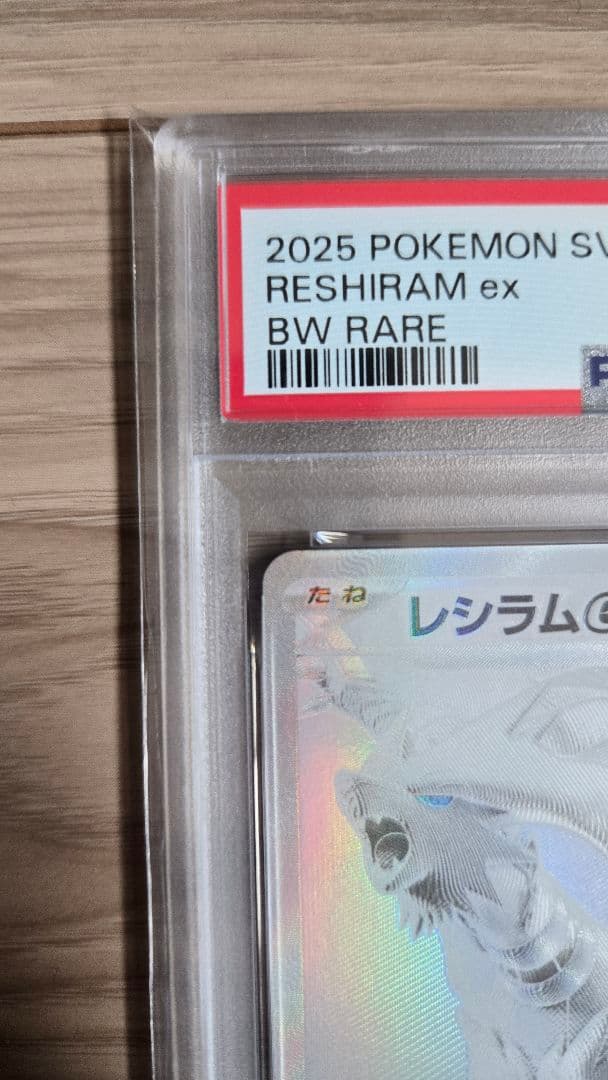 2025 POKEMON SV
RESHIRAM ex
BW RARE
P
たね
レシラム